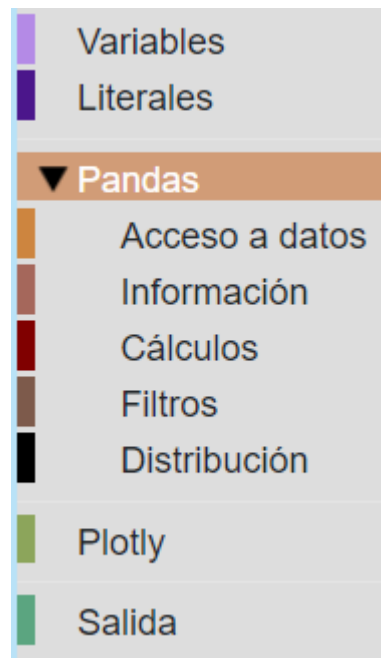 Variables
Literales
Pandas
Acceso a datos
Información
Cálculos
Filtros
Distribución
Plotly
Salida